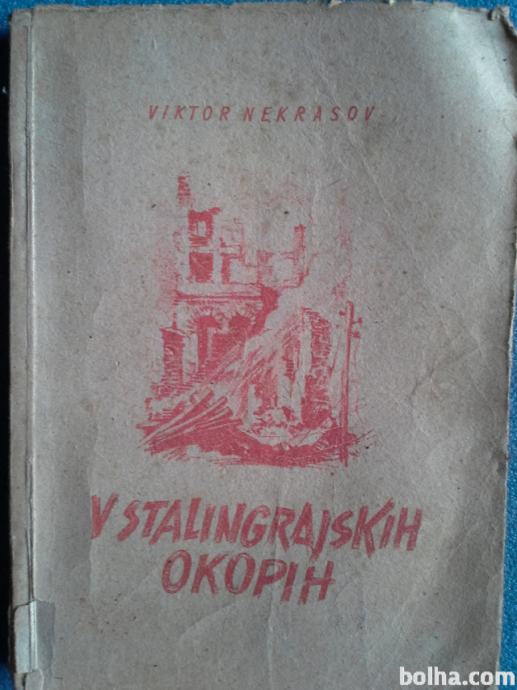 VIKTOR NEKRASOV
V STALINGRAJSKIH
OKOPIH
bolha.com